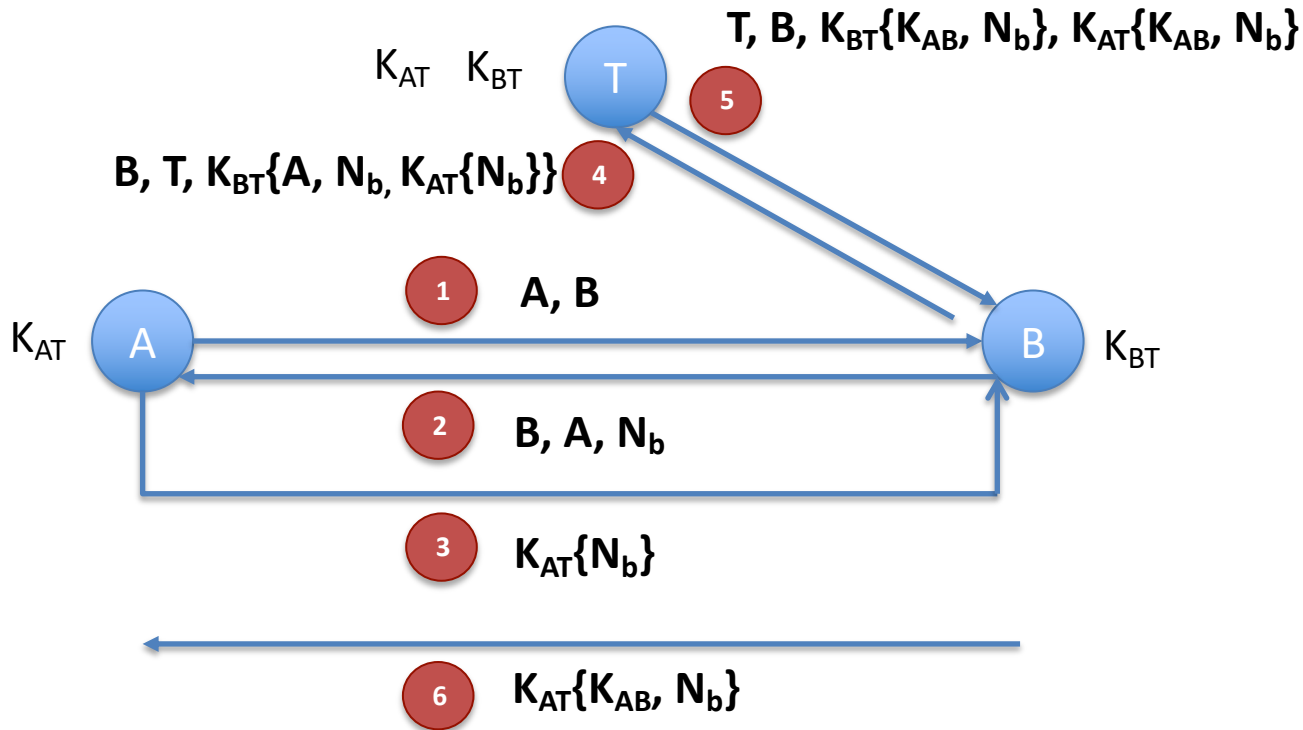 T, B, K_BT{K_AB, N_b}, K_AT{K_AB, N_b}
K_AT K_BT
T
5
B, T, K_BT{A, N_b, K_AT{N_b}}
4
1
A, B
K_AT
A
B
K_BT
2
B, A, N_b
3
K_AT{N_b}
6
K_AT{K_AB, N_b}